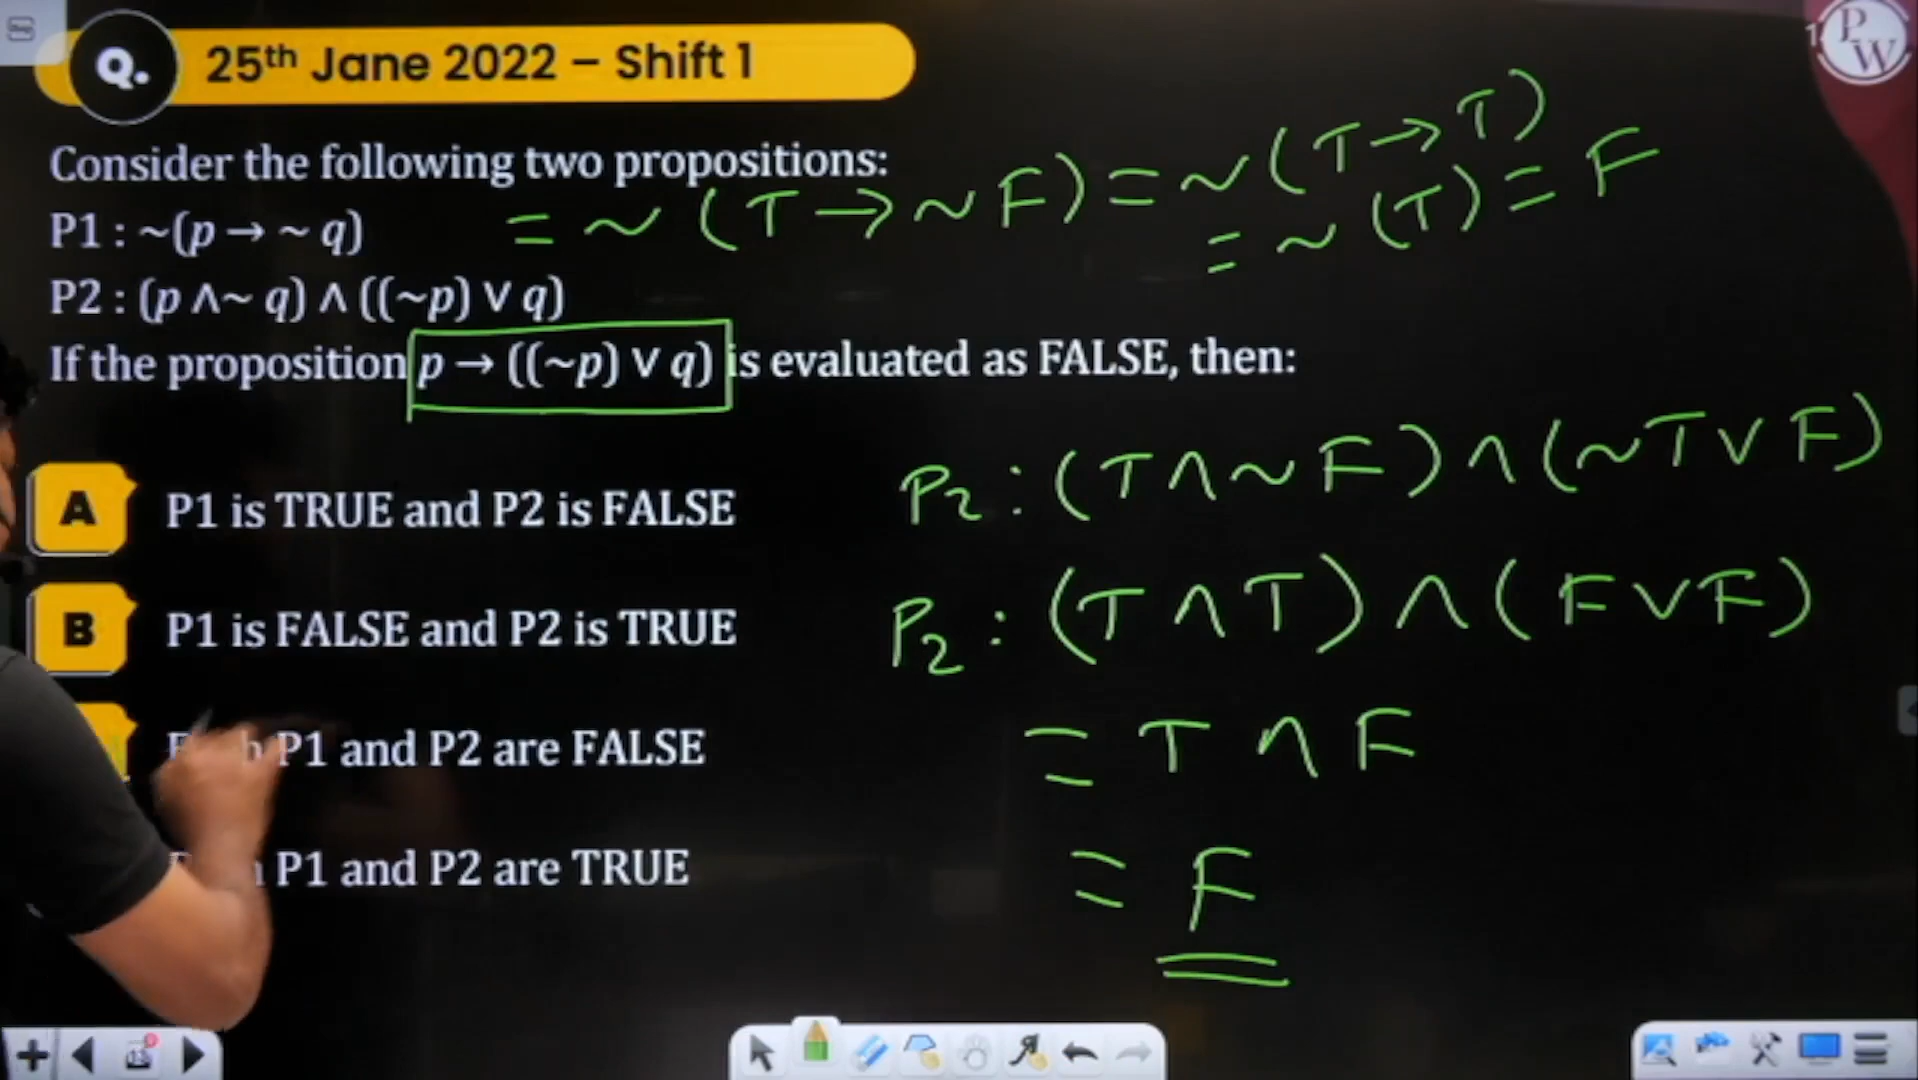 Q. 25th Jane 2022 – Shift 1
PW
Consider the following two propositions:
P1 : ~(p → ~ q)
= ~ (T → ~ F) = ~ (T → T)
= ~ (T) = F
P2 : (p ∧~ q) ∧ ((~p) ∨ q)
If the proposition p → ((~p) ∨ q) is evaluated as FALSE, then:
A P1 is TRUE and P2 is FALSE
B P1 is FALSE and P2 is TRUE
P1 and P2 are FALSE
P1 and P2 are TRUE
P2 : (T ∧ ~ F) ∧ (~T ∨ F)
P2 : (T ∧ T) ∧ (F ∨ F)
= T ∧ F
= F